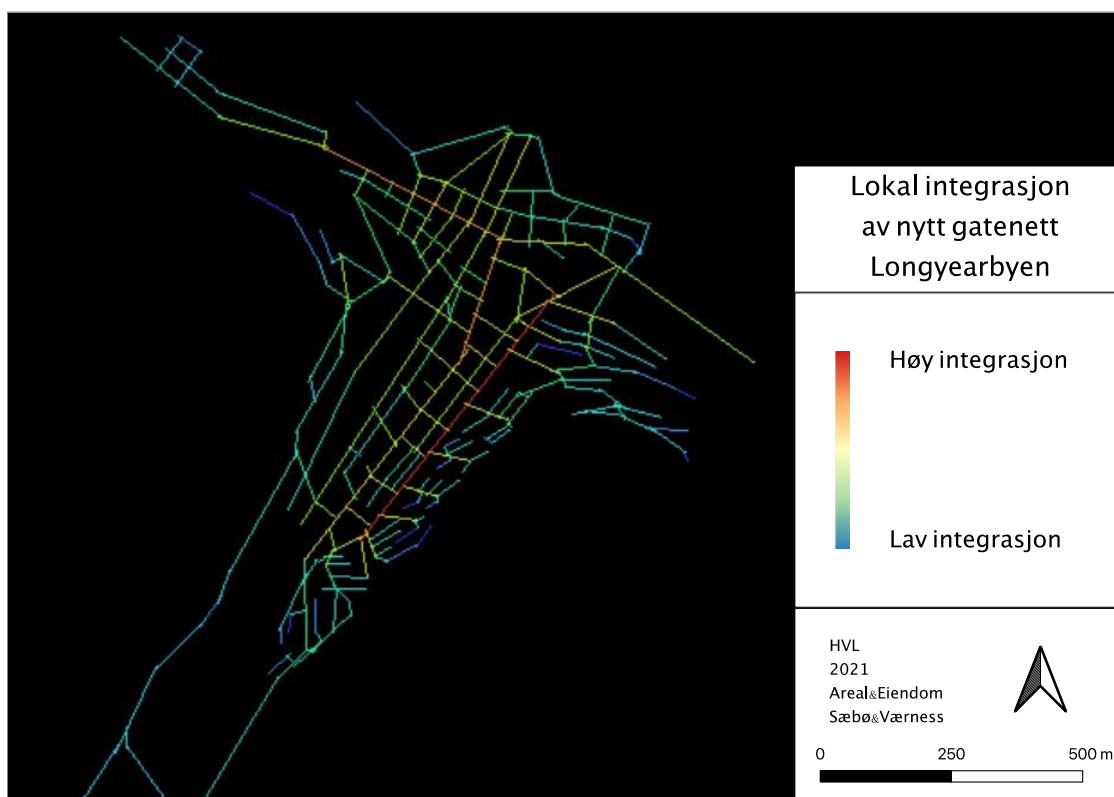 Lokal integrasjon
av nytt gatenett
Longyearbyen
Høy integrasjon
Lav integrasjon
HVL
2021
Areal&Eiendom
Sæbø&Værness
0 250 500 m